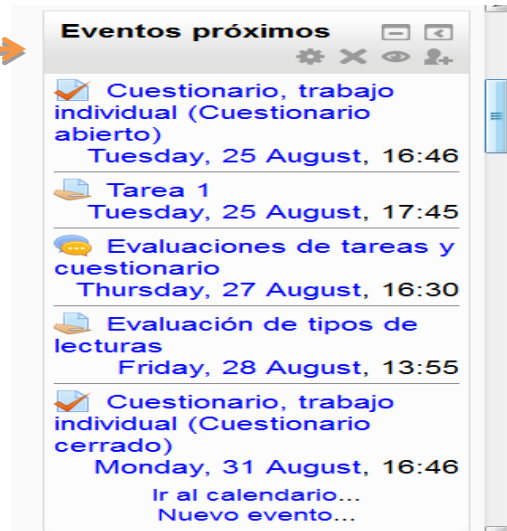 Eventos próximos
Cuestionario, trabajo
individual (Cuestionario
abierto)
Tuesday, 25 August, 16:46
Tarea 1
Tuesday, 25 August, 17:45
Evaluaciones de tareas y
cuestionario
Thursday, 27 August, 16:30
Evaluación de tipos de
lecturas
Friday, 28 August, 13:55
Cuestionario, trabajo
individual (Cuestionario
cerrado)
Monday, 31 August, 16:46
Ir al calendario...
Nuevo evento...